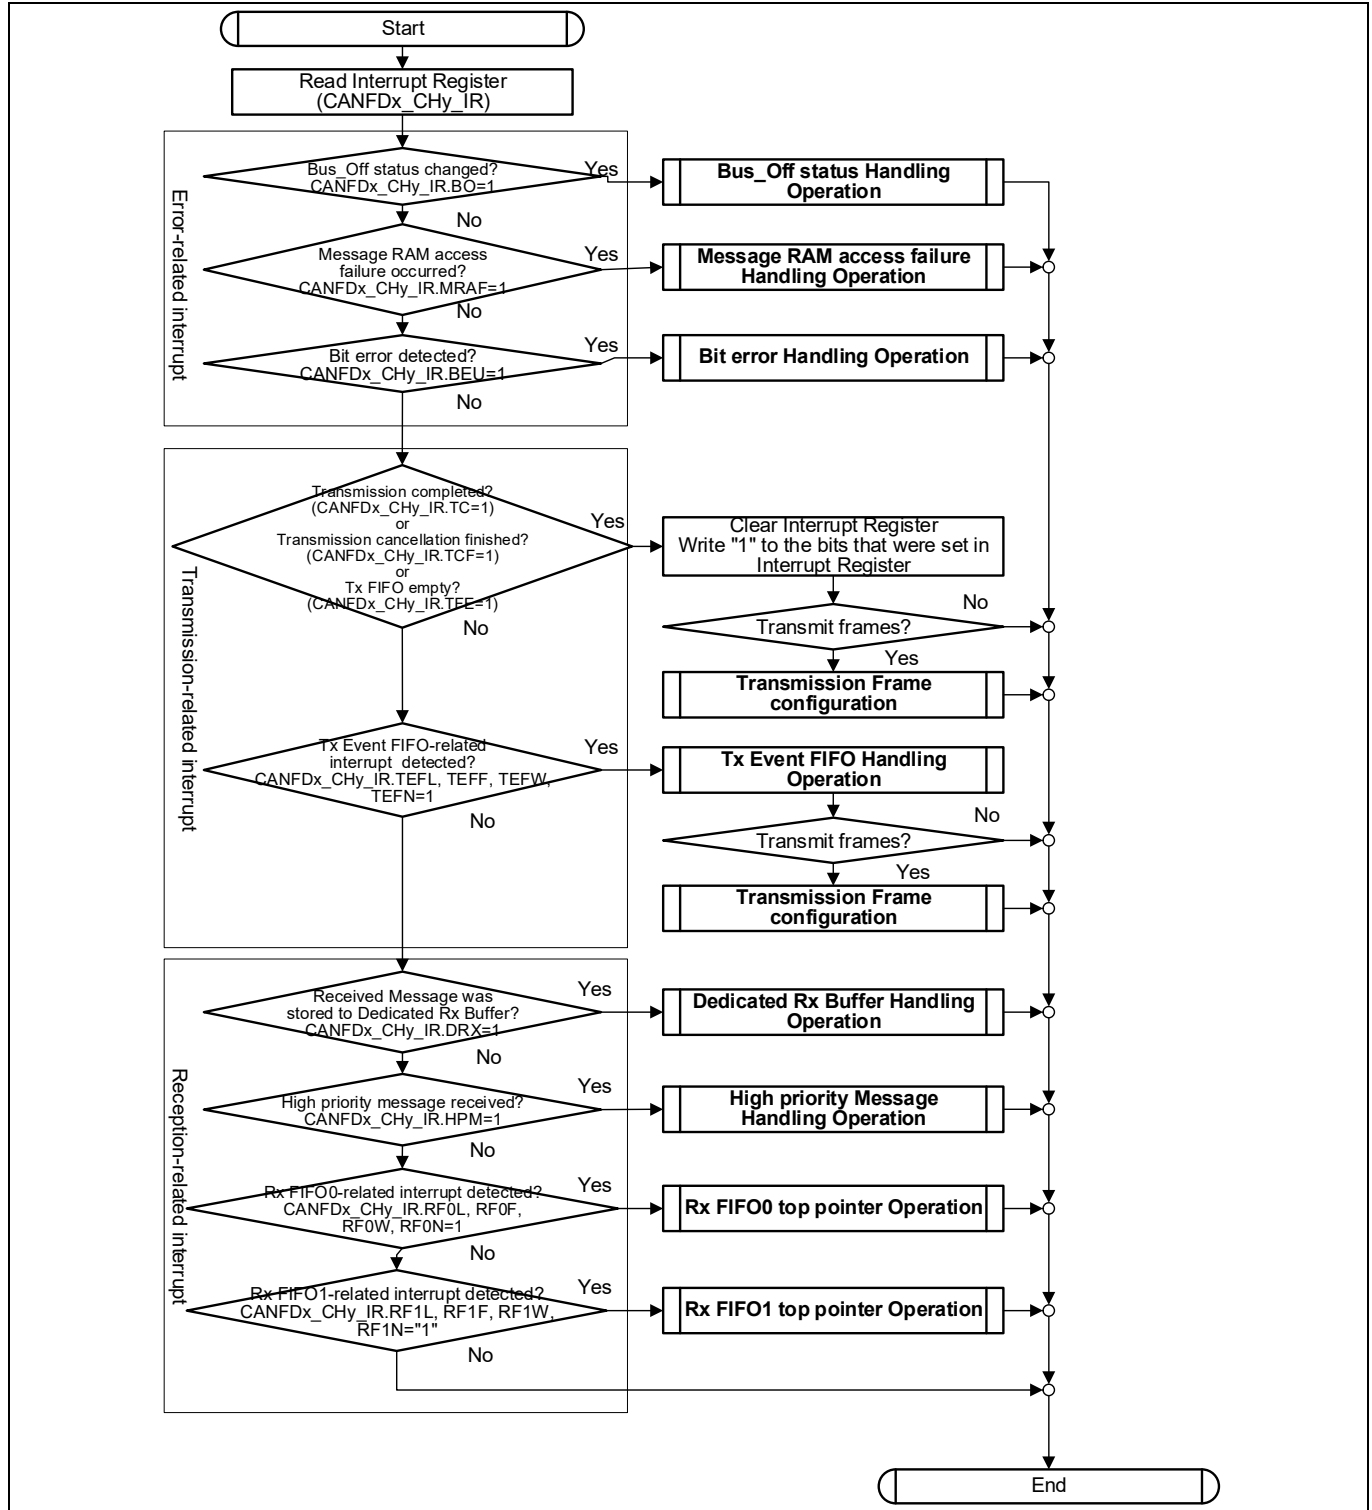 Start
Read Interrupt Register
(CANFDx_CHy_IR)
Error-related interrupt
Bus_Off status changed?
CANFDx_CHy_IR.BO=1
Yes
Bus_Off status Handling
Operation
No
Message RAM access
failure occurred?
CANFDx_CHy_IR.MRAF=1
Yes
Message RAM access failure
Handling Operation
No
Bit error detected?
CANFDx_CHy_IR.BEU=1
Yes
Bit error Handling Operation
No
Transmission-related interrupt
Transmission completed?
(CANFDx_CHy_IR.TC=1)
or
Transmission cancellation finished?
(CANFDx_CHy_IR.TCF=1)
or
Tx FIFO empty?
(CANFDx_CHy_IR.TFE=1)
Yes
Clear Interrupt Register
Write "1" to the bits that were set in
Interrupt Register
No
Transmit frames?
No
Yes
Transmission Frame
configuration
Tx Event FIFO-related
interrupt  detected?
CANFDx_CHy_IR.TEFL, TEFF, TEFW,
TEFN=1
Yes
Tx Event FIFO Handling
Operation
No
Transmit frames?
No
Yes
Transmission Frame
configuration
Reception-related interrupt
Received Message was
stored to Dedicated Rx Buffer?
CANFDx_CHy_IR.DRX=1
Yes
Dedicated Rx Buffer Handling
Operation
No
High priority message received?
CANFDx_CHy_IR.HPM=1
Yes
High priority Message
Handling Operation
No
Rx FIFO0-related interrupt detected?
CANFDx_CHy_IR.RF0L, RF0F,
RF0W, RF0N=1
Yes
Rx FIFO0 top pointer Operation
No
Rx FIFO1-related interrupt detected?
CANFDx_CHy_IR.RF1L, RF1F, RF1W,
RF1N="1"
Yes
Rx FIFO1 top pointer Operation
No
End